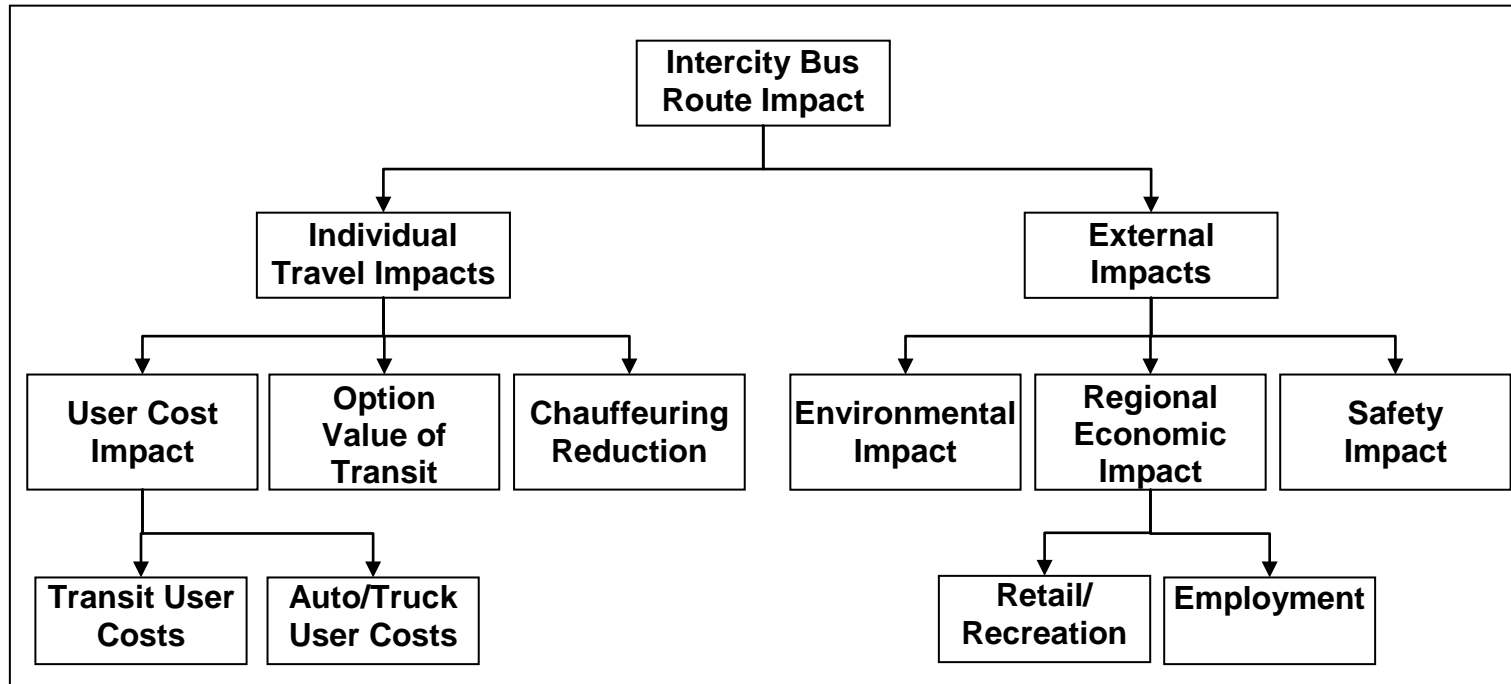 Intercity Bus
Route Impact
Individual
Travel Impacts
External
Impacts
User Cost
Impact
Option
Value of
Transit
Chauffeuring
Reduction
Environmental
Impact
Regional
Economic
Impact
Safety
Impact
Transit User
Costs
Auto/Truck
User Costs
Retail/
Recreation
Employment